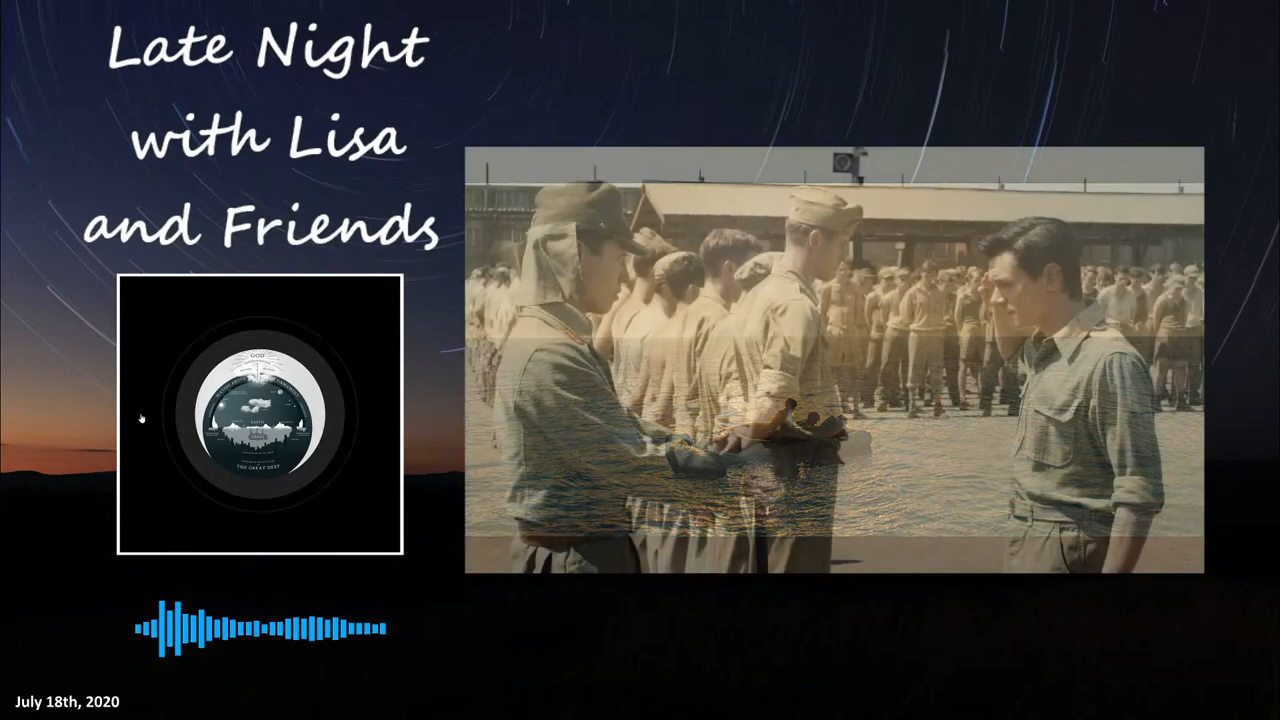 Late Night
with Lisa
and Friends
GOD
EARTH
THE GREAT DEEP
July 18th, 2020